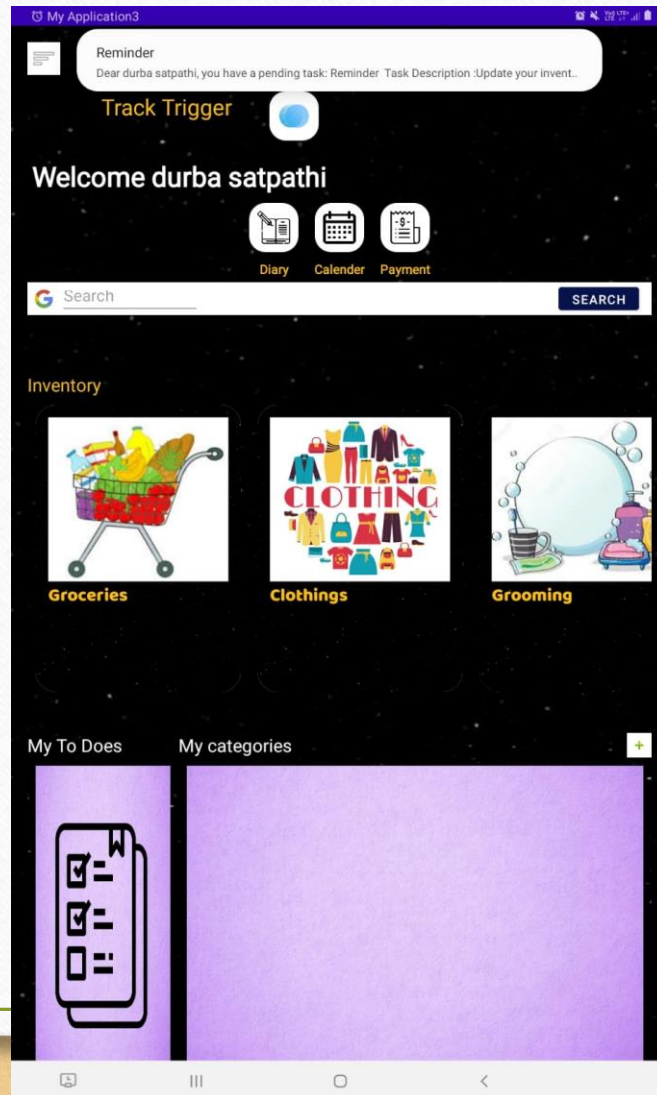 My Application3
Reminder
Dear durba satpathi, you have a pending task: Reminder Task Description :Update your invent..
Track Trigger
Welcome durba satpathi
Diary Calender Payment
G Search SEARCH
Inventory
CLOTHING
Groceries Clothings Grooming
My To Does My categories +